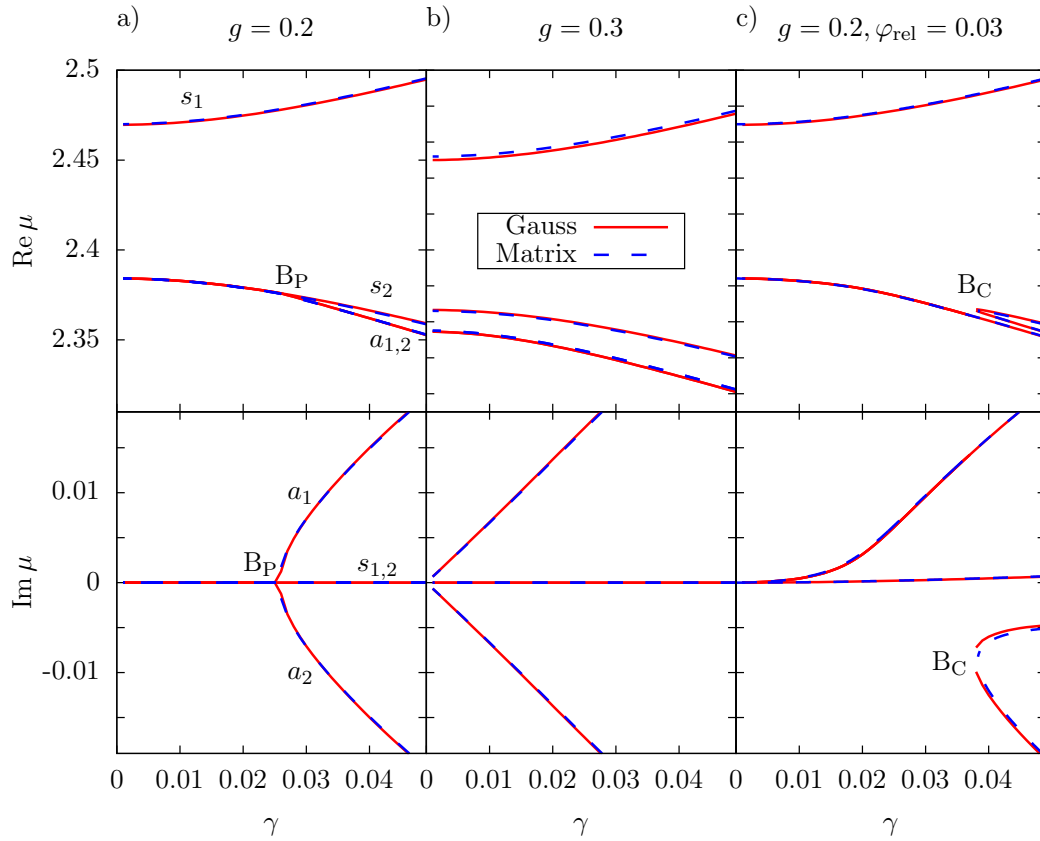 a)
b)
c)
g = 0.2
g = 0.3
g = 0.2, φrel = 0.03
2.5
2.45
2.4
2.35
Re μ
s1
BP
s2
a1,2
Gauss
Matrix
BC
0.01
0
-0.01
Im μ
a1
BP
s1,2
a2
BC
0 0.01 0.02 0.03 0.04
0 0.01 0.02 0.03 0.04
0 0.01 0.02 0.03 0.04
γ
γ
γ